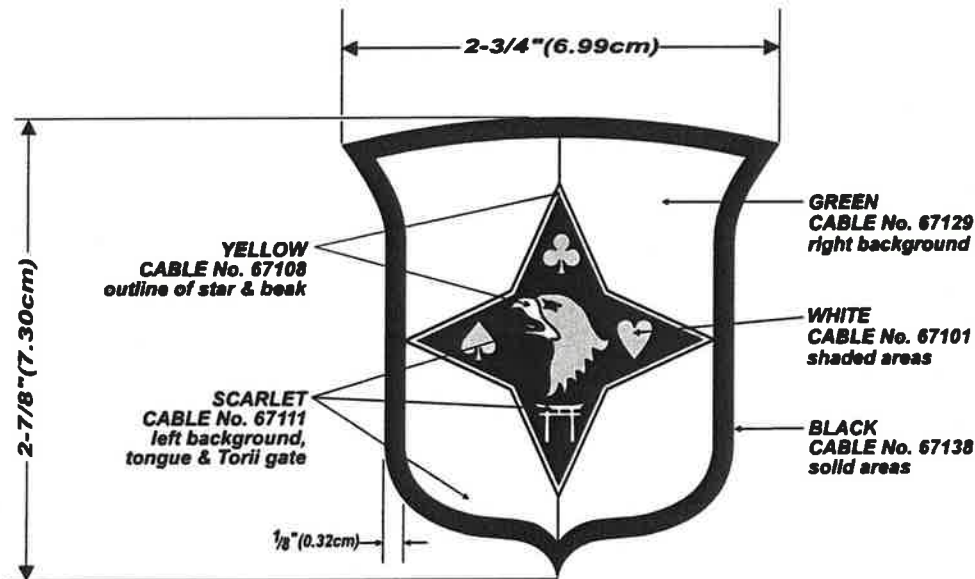 2-3/4"(6.99cm)
2-7/8"(7.30cm)
YELLOW
CABLE No. 67108
outline of star & beak
SCARLET
CABLE No. 67111
left background,
tongue & Torii gate
1/8"(0.32cm)
GREEN
CABLE No. 67129
right background
WHITE
CABLE No. 67101
shaded areas
BLACK
CABLE No. 67138
solid areas